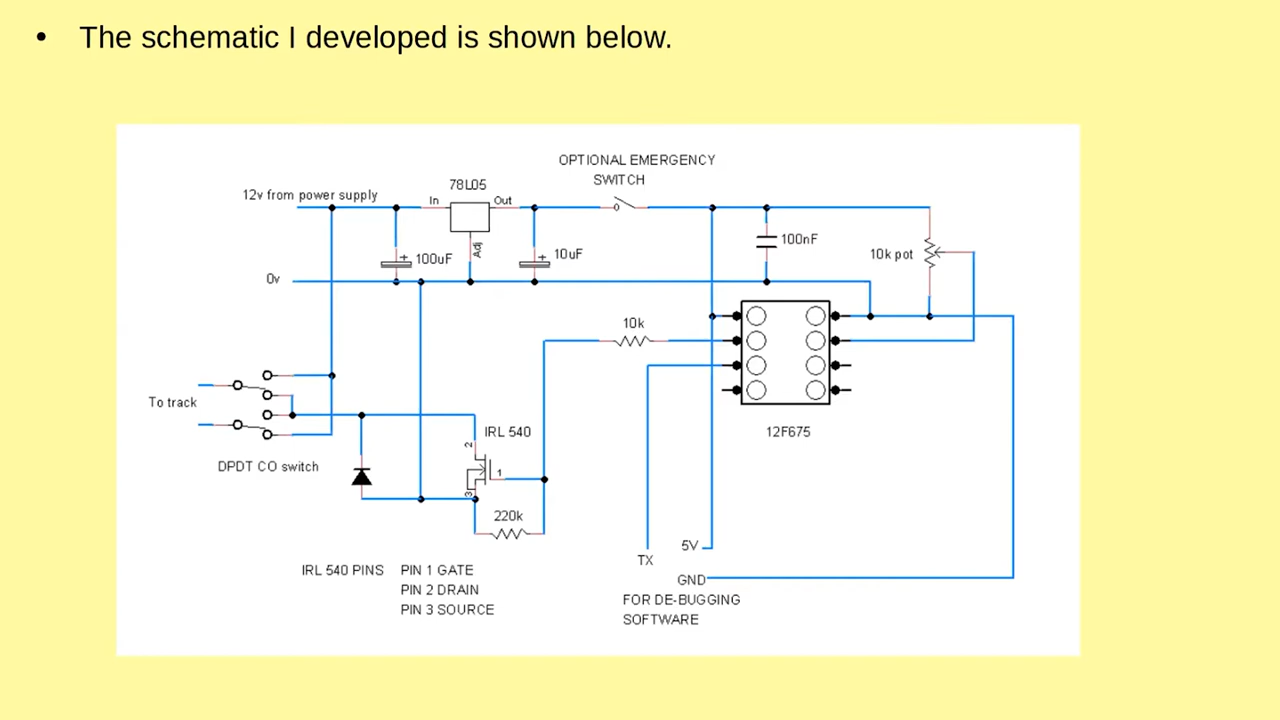 • The schematic I developed is shown below.
OPTIONAL EMERGENCY
SWITCH
12v from power supply
78L05
In
Out
Adj
100uF
10uF
100nF
10k pot
0v
10k
To track
DPDT CO switch
IRL 540
2
1
3
220k
12F675
IRL 540 PINS PIN 1 GATE
PIN 2 DRAIN
PIN 3 SOURCE
TX
5V
GND
FOR DE-BUGGING
SOFTWARE